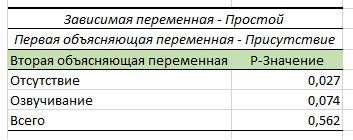 Зависимая переменная - Простой
Первая объясняющая переменная - Присутствие
Вторая объясняющая переменная Р-Значение
Отсутствие 0,027
Озвучивание 0,074
Всего 0,562